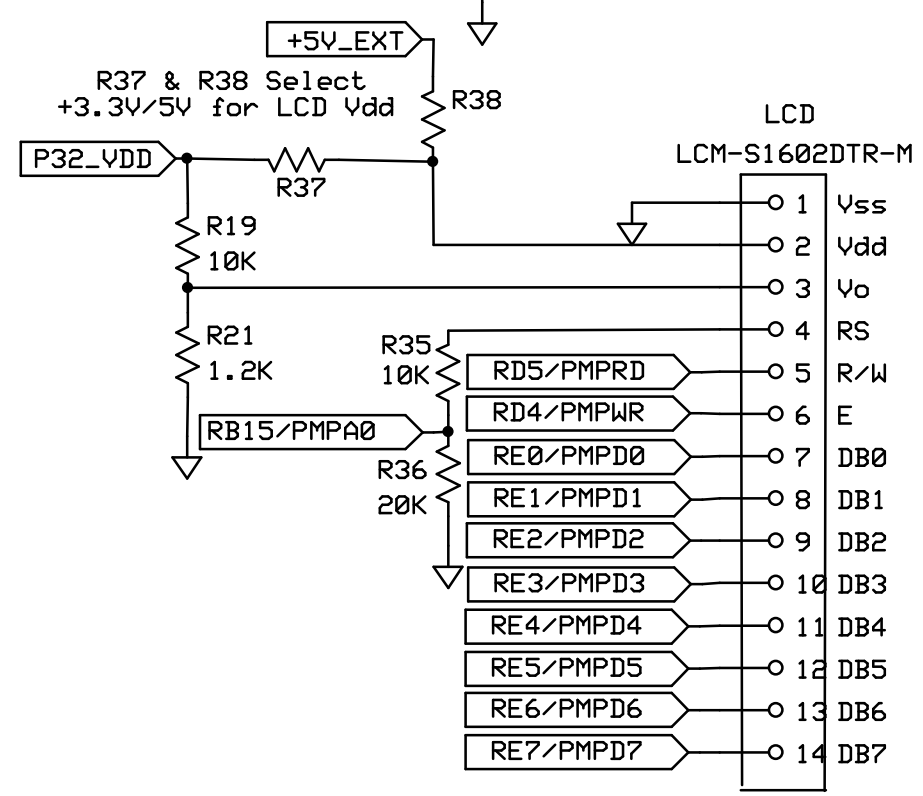 +5V_EXT
R37 & R38 Select
+3.3V/5V for LCD Vdd
R38
P32_VDD
R37
R19
10K
R21
1.2K
RB15/PMPA0
R35
10K
R36
20K
LCD
LCM-S1602DTR-M
1 Vss
2 Vdd
3 Vo
4 RS
RD5/PMPRD 5 R/W
RD4/PMPWR 6 E
RE0/PMPD0 7 DB0
RE1/PMPD1 8 DB1
RE2/PMPD2 9 DB2
RE3/PMPD3 10 DB3
RE4/PMPD4 11 DB4
RE5/PMPD5 12 DB5
RE6/PMPD6 13 DB6
RE7/PMPD7 14 DB7